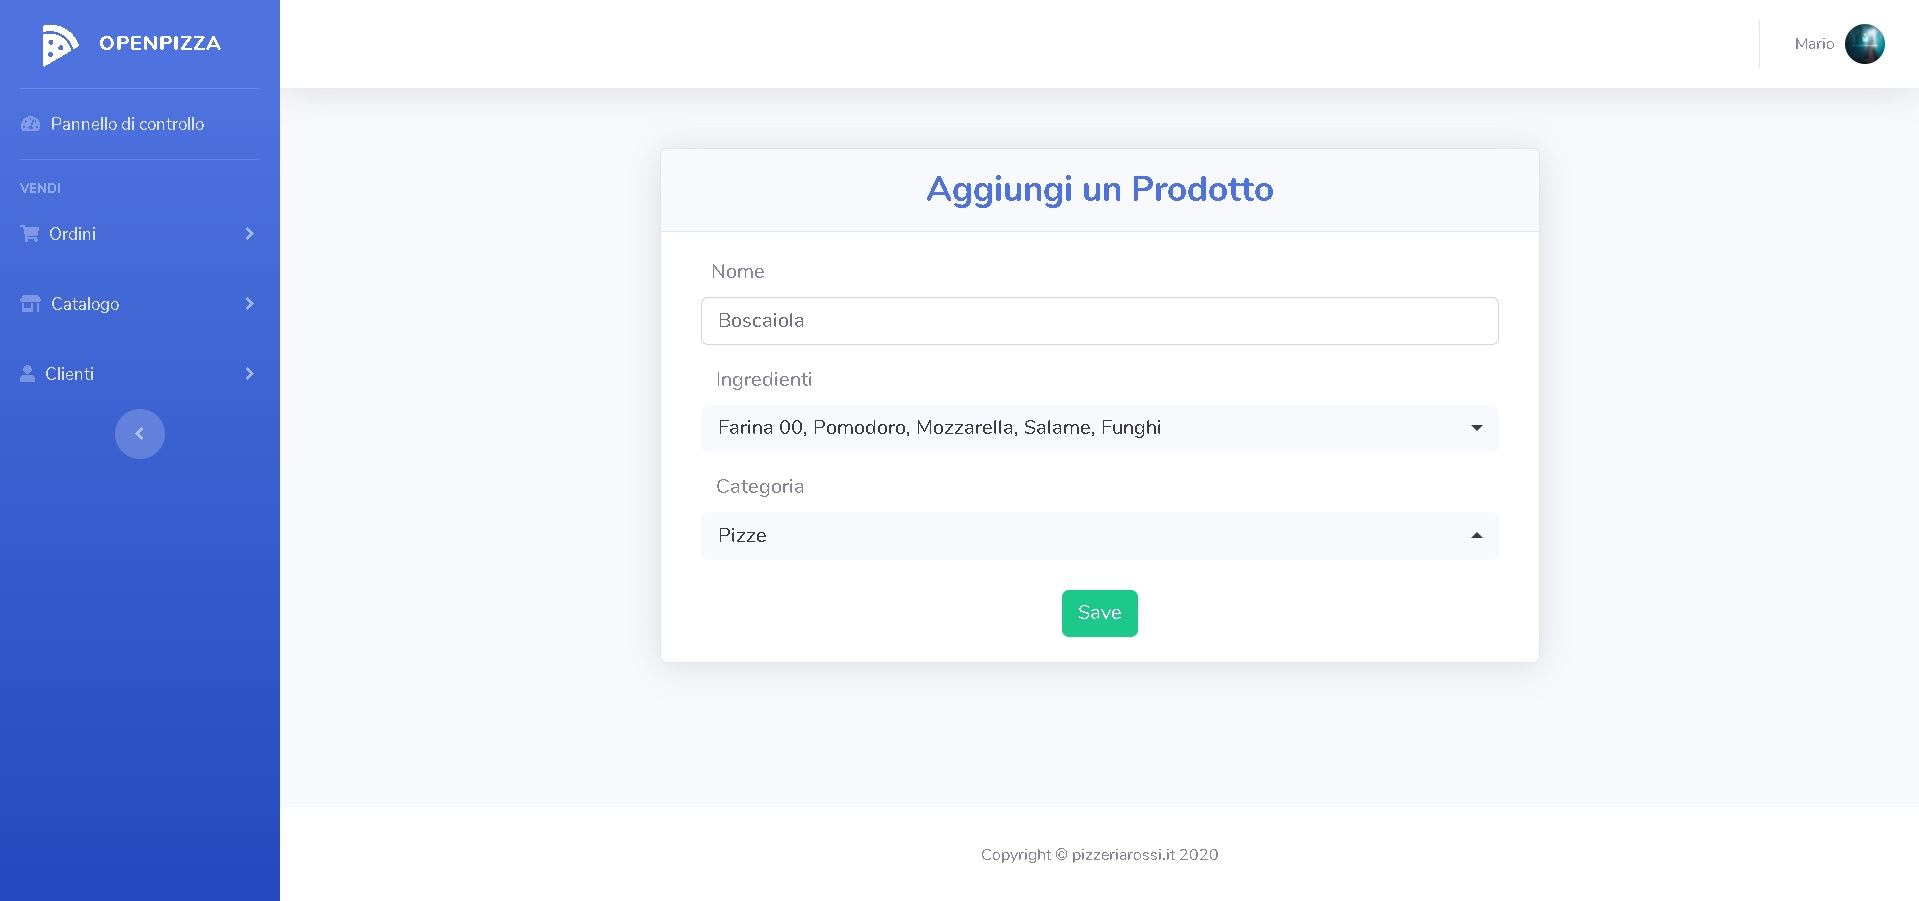 OPENPIZZA
Mario
Pannello di controllo
VENDI
Ordini
Catalogo
Clienti
Aggiungi un Prodotto
Nome
Boscaiola
Ingredienti
Farina 00, Pomodoro, Mozzarella, Salame, Funghi
Categoria
Pizze
Save
Copyright © pizzeriarossi.it 2020